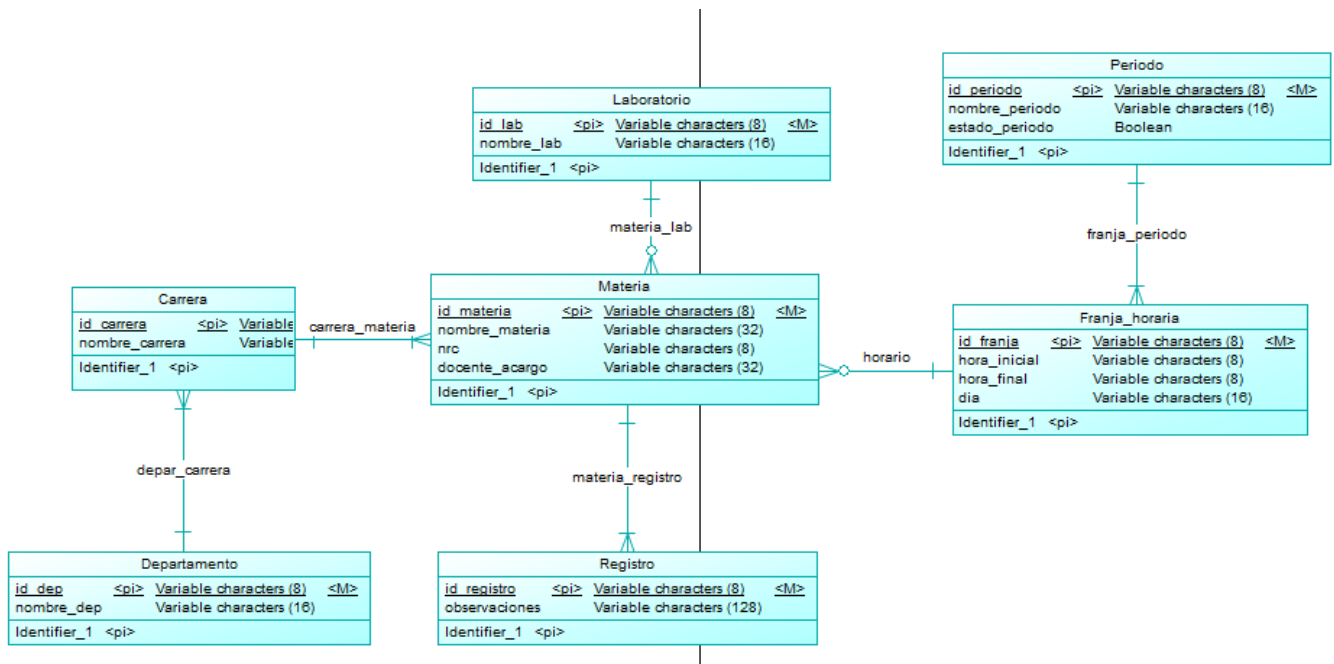 Laboratorio
id_lab <pi> Variable characters (8) <M>
nombre_lab Variable characters (16)
Identifier_1 <pi>
Periodo
id_periodo <pi> Variable characters (8) <M>
nombre_periodo Variable characters (16)
estado_periodo Boolean
Identifier_1 <pi>
materia_lab
franja_periodo
Carrera
id_carrera <pi> Variable
nombre_carrera Variable
Identifier_1 <pi>
carrera_materia
Materia
id_materia <pi> Variable characters (8) <M>
nombre_materia Variable characters (32)
nrc Variable characters (8)
docente_acargo Variable characters (32)
Identifier_1 <pi>
horario
Franja_horaria
id_franja <pi> Variable characters (8) <M>
hora_inicial Variable characters (8)
hora_final Variable characters (8)
dia Variable characters (16)
Identifier_1 <pi>
depar_carrera
materia_registro
Departamento
id_dep <pi> Variable characters (8) <M>
nombre_dep Variable characters (16)
Identifier_1 <pi>
Registro
id_registro <pi> Variable characters (8) <M>
observaciones Variable characters (128)
Identifier_1 <pi>